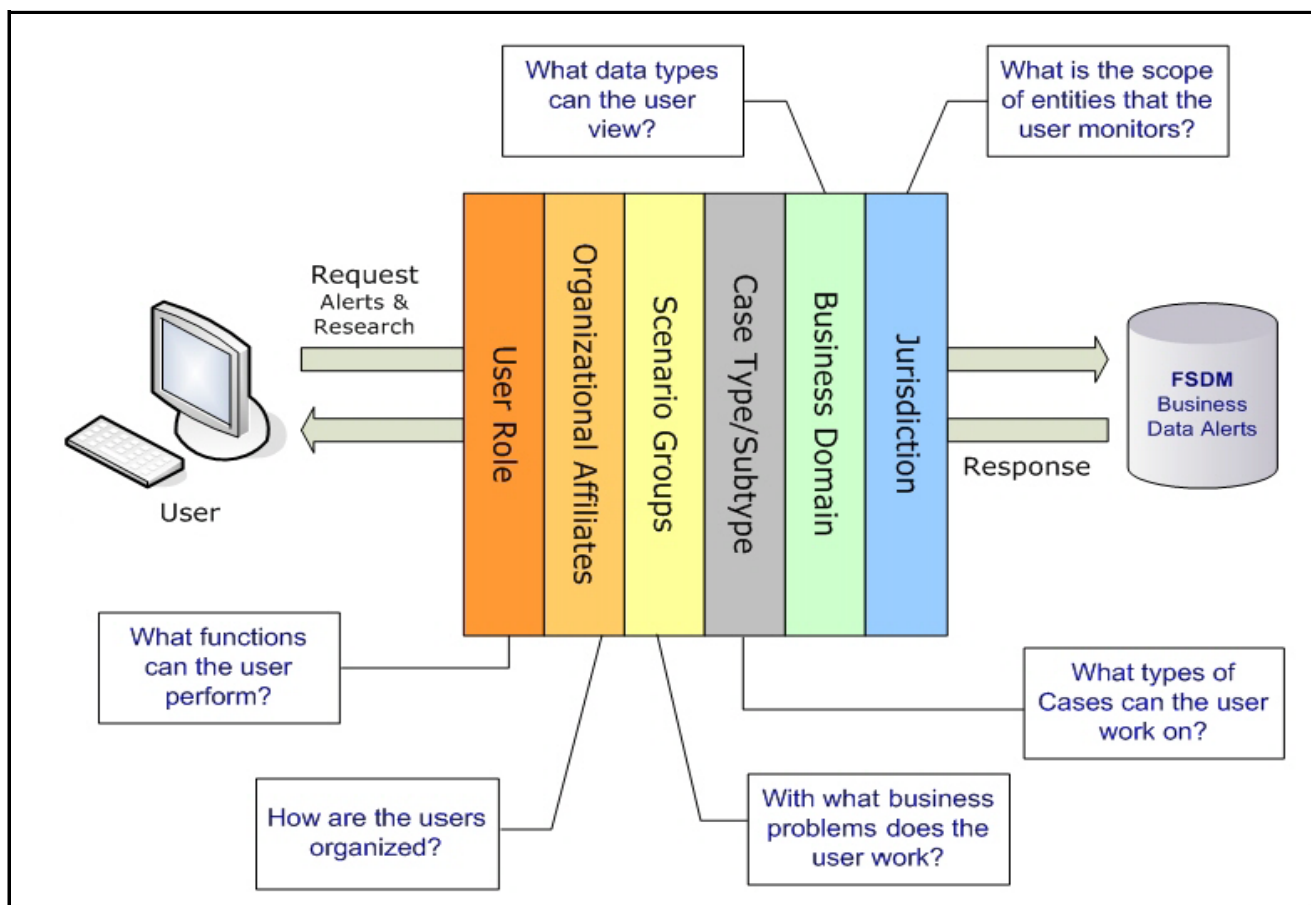 What data types
can the user
view?
What is the scope
of entities that the
user monitors?
Request
Alerts &
Research
User
User Role
Organizational Affiliates
Scenario Groups
Case Type/Subtype
Business Domain
Jurisdiction
Response
FSDM
Business
Data Alerts
What functions
can the user
perform?
How are the users
organized?
With what business
problems does the
user work?
What types of
Cases can the user
work on?